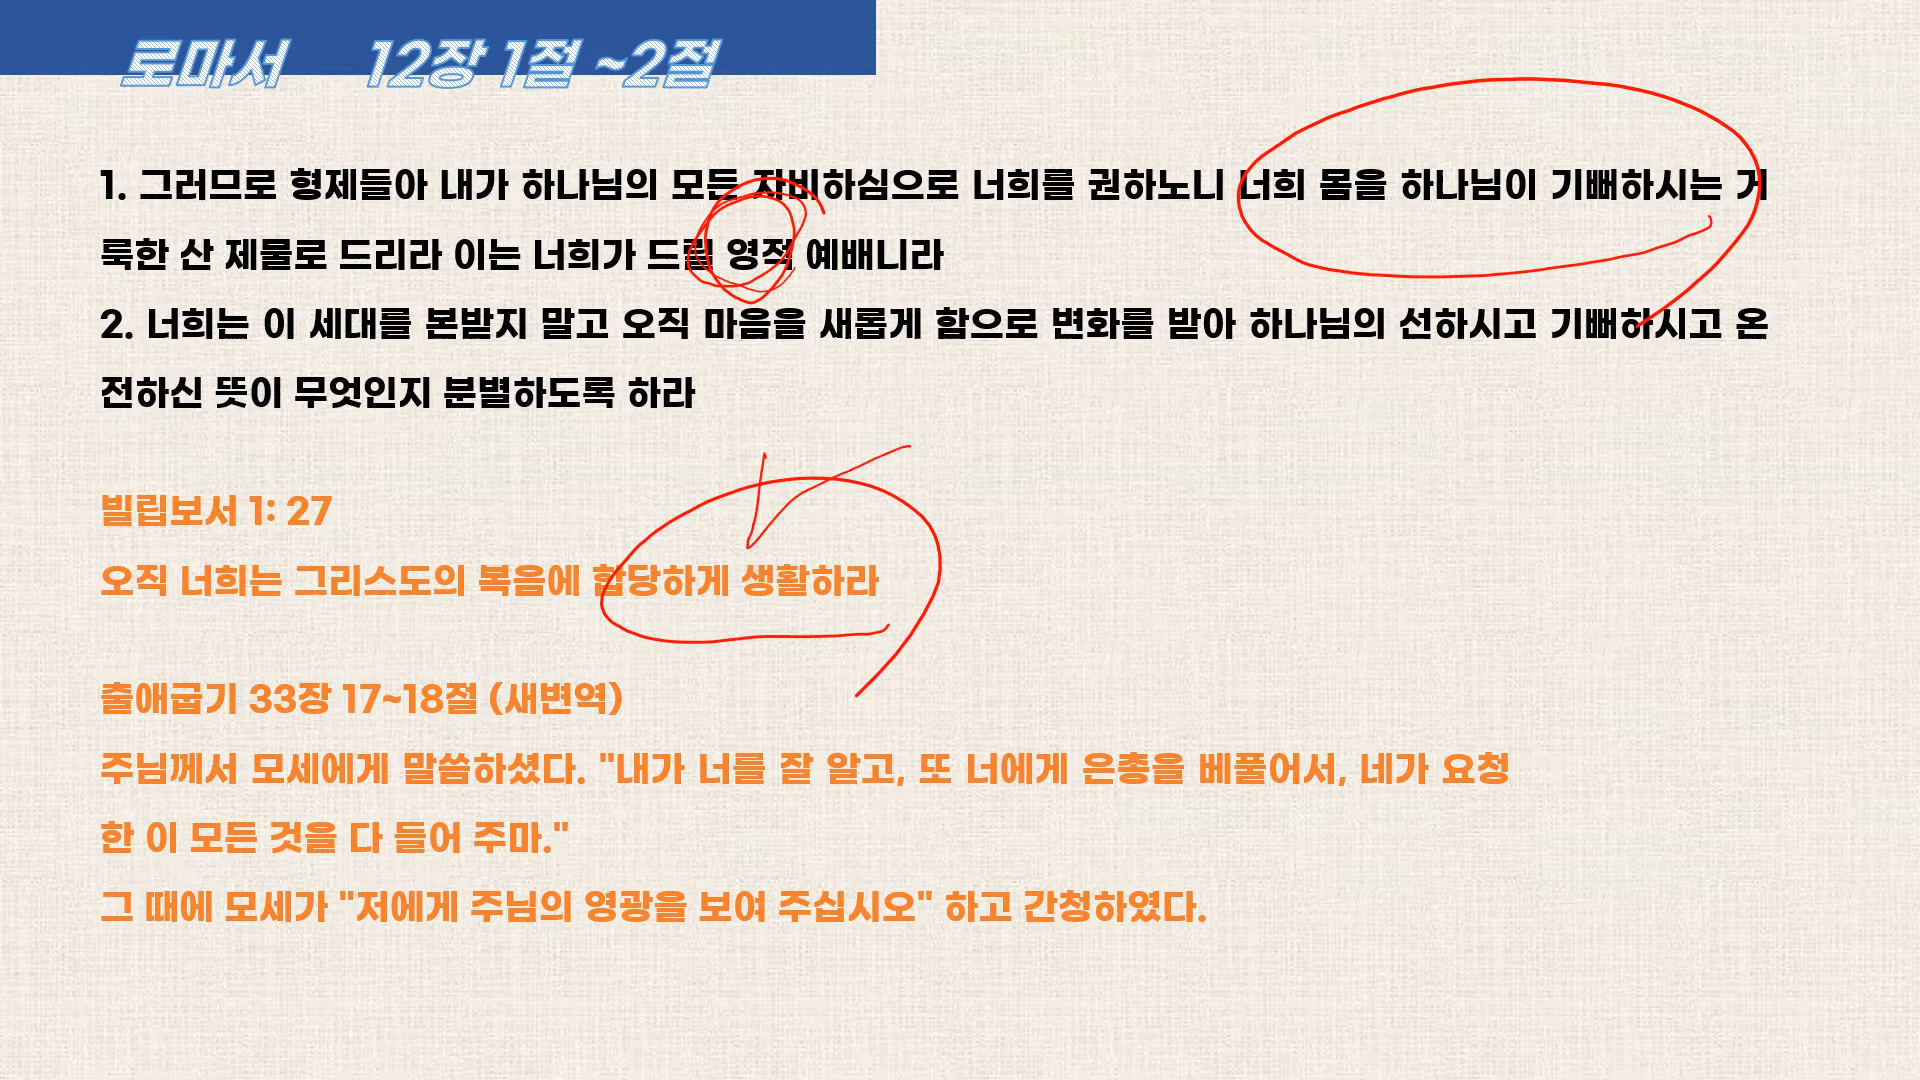 로마서 12장 1절 ~2절
1. 그러므로 형제들아 내가 하나님의 모든 자비하심으로 너희를 권하노니 너희 몸을 하나님이 기뻐하시는 거
룩한 산 제물로 드리라 이는 너희가 드릴 영적 예배니라
2. 너희는 이 세대를 본받지 말고 오직 마음을 새롭게 함으로 변화를 받아 하나님의 선하시고 기뻐하시고 온
전하신 뜻이 무엇인지 분별하도록 하라
빌립보서 1: 27
오직 너희는 그리스도의 복음에 합당하게 생활하라
출애굽기 33장 17~18절 (새번역)
주님께서 모세에게 말씀하셨다. "내가 너를 잘 알고, 또 너에게 은총을 베풀어서, 네가 요청
한 이 모든 것을 다 들어 주마."
그 때에 모세가 "저에게 주님의 영광을 보여 주십시오" 하고 간청하였다.